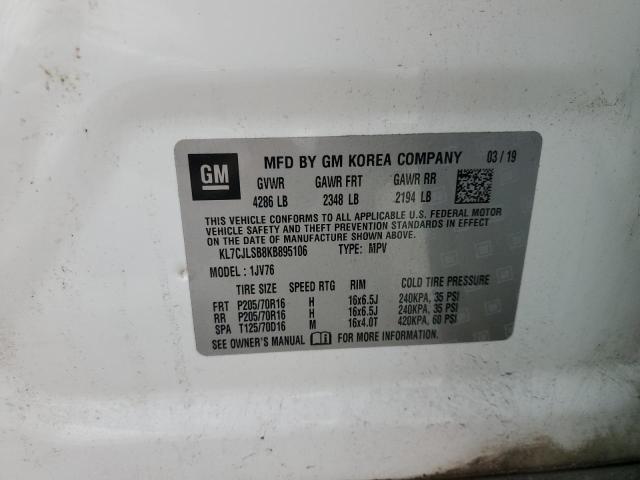 GM MFD BY GM KOREA COMPANY 03 / 19
GVWR GAWR FRT GAWR RR
4286 LB 2348 LB 2194 LB
THIS VEHICLE CONFORMS TO ALL APPLICABLE U.S. FEDERAL MOTOR
VEHICLE SAFETY AND THEFT PREVENTION STANDARDS IN
EFFECT ON THE DATE OF MANUFACTURE SHOWN ABOVE.
KL7CJLSB8KB895106 TYPE: MPV
MODEL : 1JV76
TIRE SIZE SPEED RTG RIM COLD TIRE PRESSURE
FRT P205/70R16 H 16x6.5J 240KPA, 35 PSI
RR P205/70R16 H 16x6.5J 240KPA, 35 PSI
SPA T125/70D16 M 16x4.0T 420KPA, 60 PSI
SEE OWNER'S MANUAL FOR MORE INFORMATION